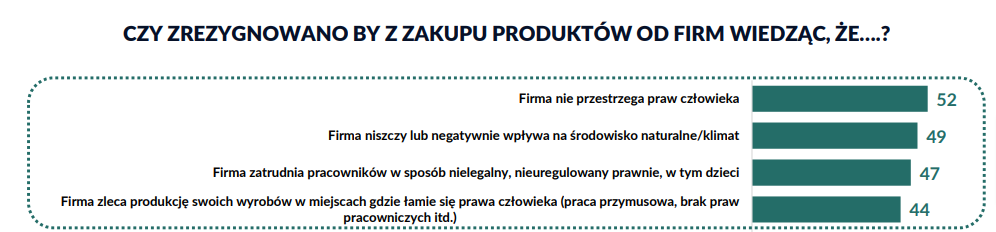 CZY ZREZYGNOWANO BY Z ZAKUPU PRODUKTÓW OD FIRM WIEDZĄC, ŻE....?
Firma nie przestrzega praw człowieka 52
Firma niszczy lub negatywnie wpływa na środowisko naturalne/klimat 49
Firma zatrudnia pracowników w sposób nielegalny, nieuregulowany prawnie, w tym dzieci 47
Firma zleca produkcję swoich wyrobów w miejscach gdzie łamie się prawa człowieka (praca przymusowa, brak praw
pracowniczych itd.) 44